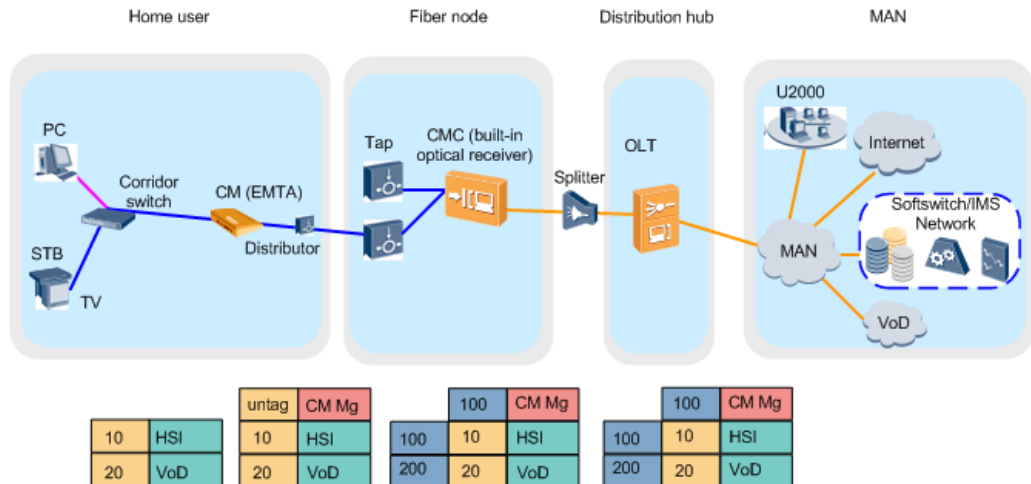 Home user
Fiber node
Distribution hub
MAN
PC
Corridor
switch
CM (EMTA)
Distributor
STB
TV
Tap
CMC (built-in
optical receiver)
Splitter
OLT
U2000
Internet
Softswitch/IMS
Network
MAN
VoD
untag CM Mg 100 CM Mg 100 CM Mg
10 HSI 10 HSI 100 10 HSI 100 10 HSI
20 VoD 20 VoD 200 20 VoD 200 20 VoD